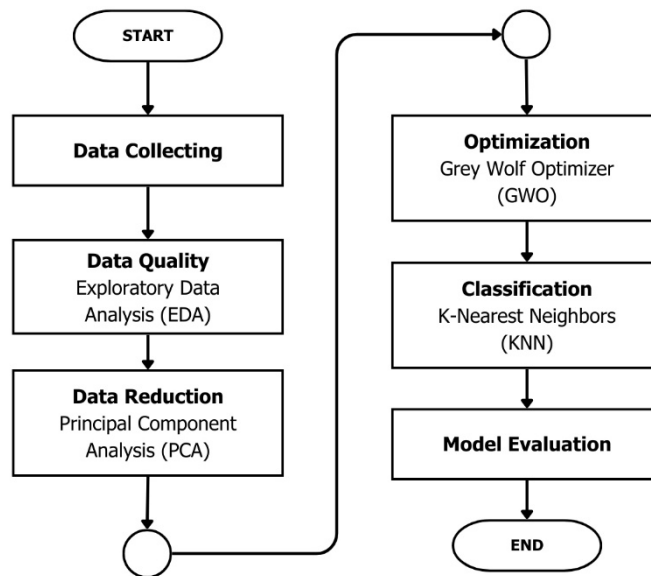 START
Data Collecting
Data Quality
Exploratory Data
Analysis (EDA)
Data Reduction
Principal Component
Analysis (PCA)
Optimization
Grey Wolf Optimizer
(GWO)
Classification
K-Nearest Neighbors
(KNN)
Model Evaluation
END